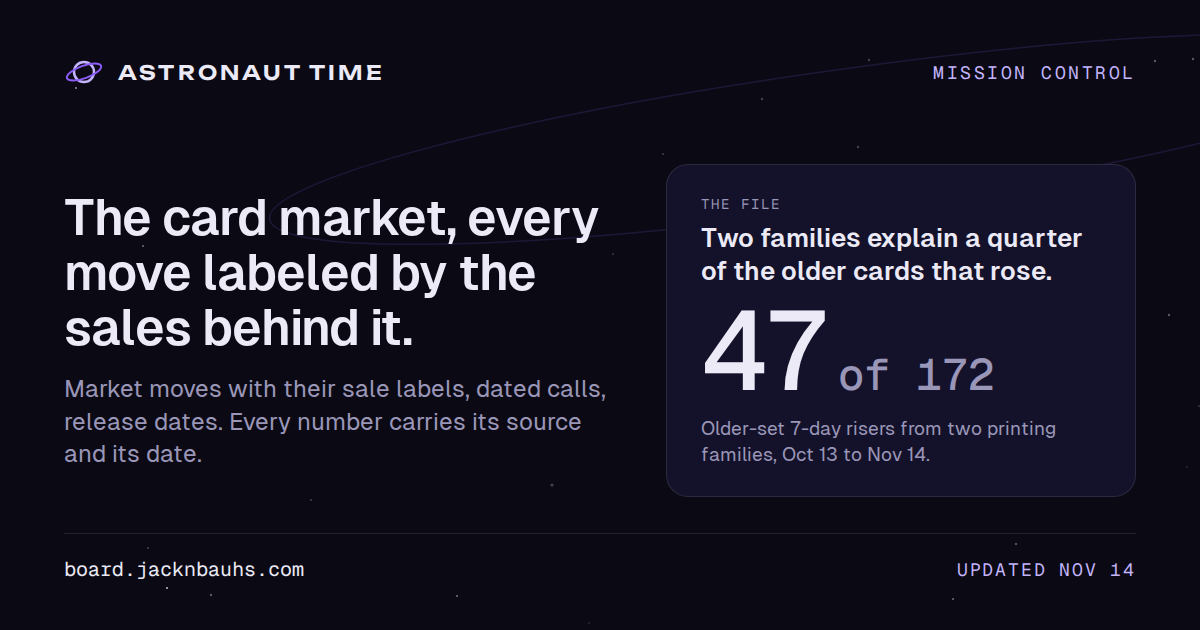 ASTRONAUT TIME
MISSION CONTROL
The card market, every
move labeled by the
sales behind it.
Market moves with their sale labels, dated calls,
release dates. Every number carries its source
and its date.
THE FILE
Two families explain a quarter
of the older cards that rose.
47 of 172
Older-set 7-day risers from two printing
families, Oct 13 to Nov 14.
board.jacknbauhs.com
UPDATED NOV 14